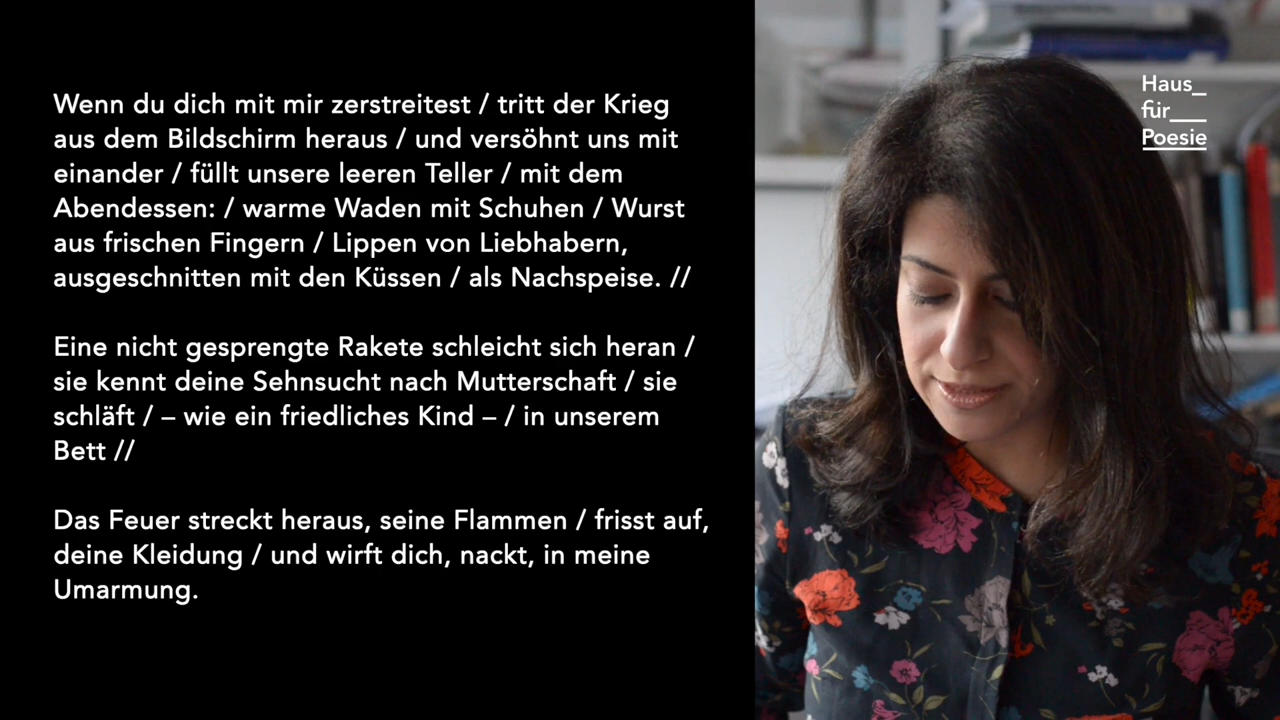 Wenn du dich mit mir zerstreitest / tritt der Krieg
aus dem Bildschirm heraus / und versöhnt uns mit
einander / füllt unsere leeren Teller / mit dem
Abendessen: / warme Waden mit Schuhen / Wurst
aus frischen Fingern / Lippen von Liebhabern,
ausgeschnitten mit den Küssen / als Nachspeise. //
Eine nicht gesprengte Rakete schleicht sich heran /
sie kennt deine Sehnsucht nach Mutterschaft / sie
schläft / – wie ein friedliches Kind – / in unserem
Bett //
Das Feuer streckt heraus, seine Flammen / frisst auf,
deine Kleidung / und wirft dich, nackt, in meine
Umarmung.
Haus_
für__
Poesie